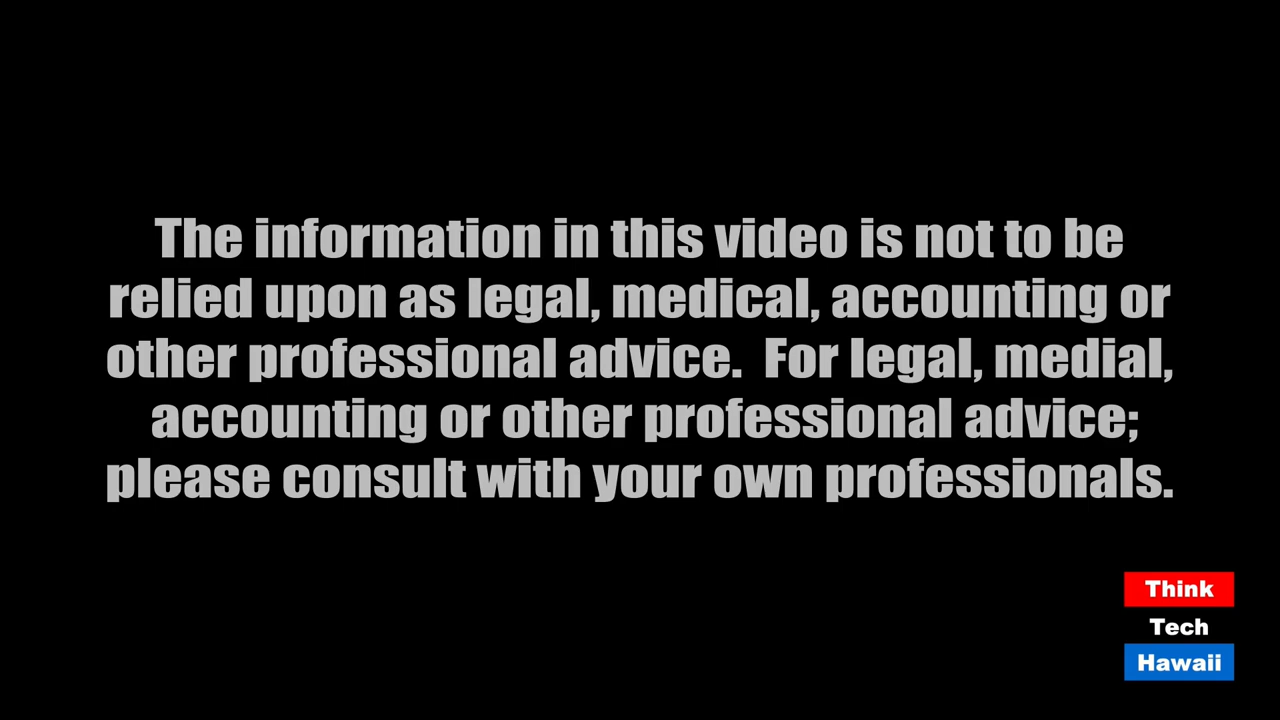 The information in this video is not to be
relied upon as legal, medical, accounting or
other professional advice.  For legal, medial,
accounting or other professional advice;
please consult with your own professionals.
Think
Tech
Hawaii